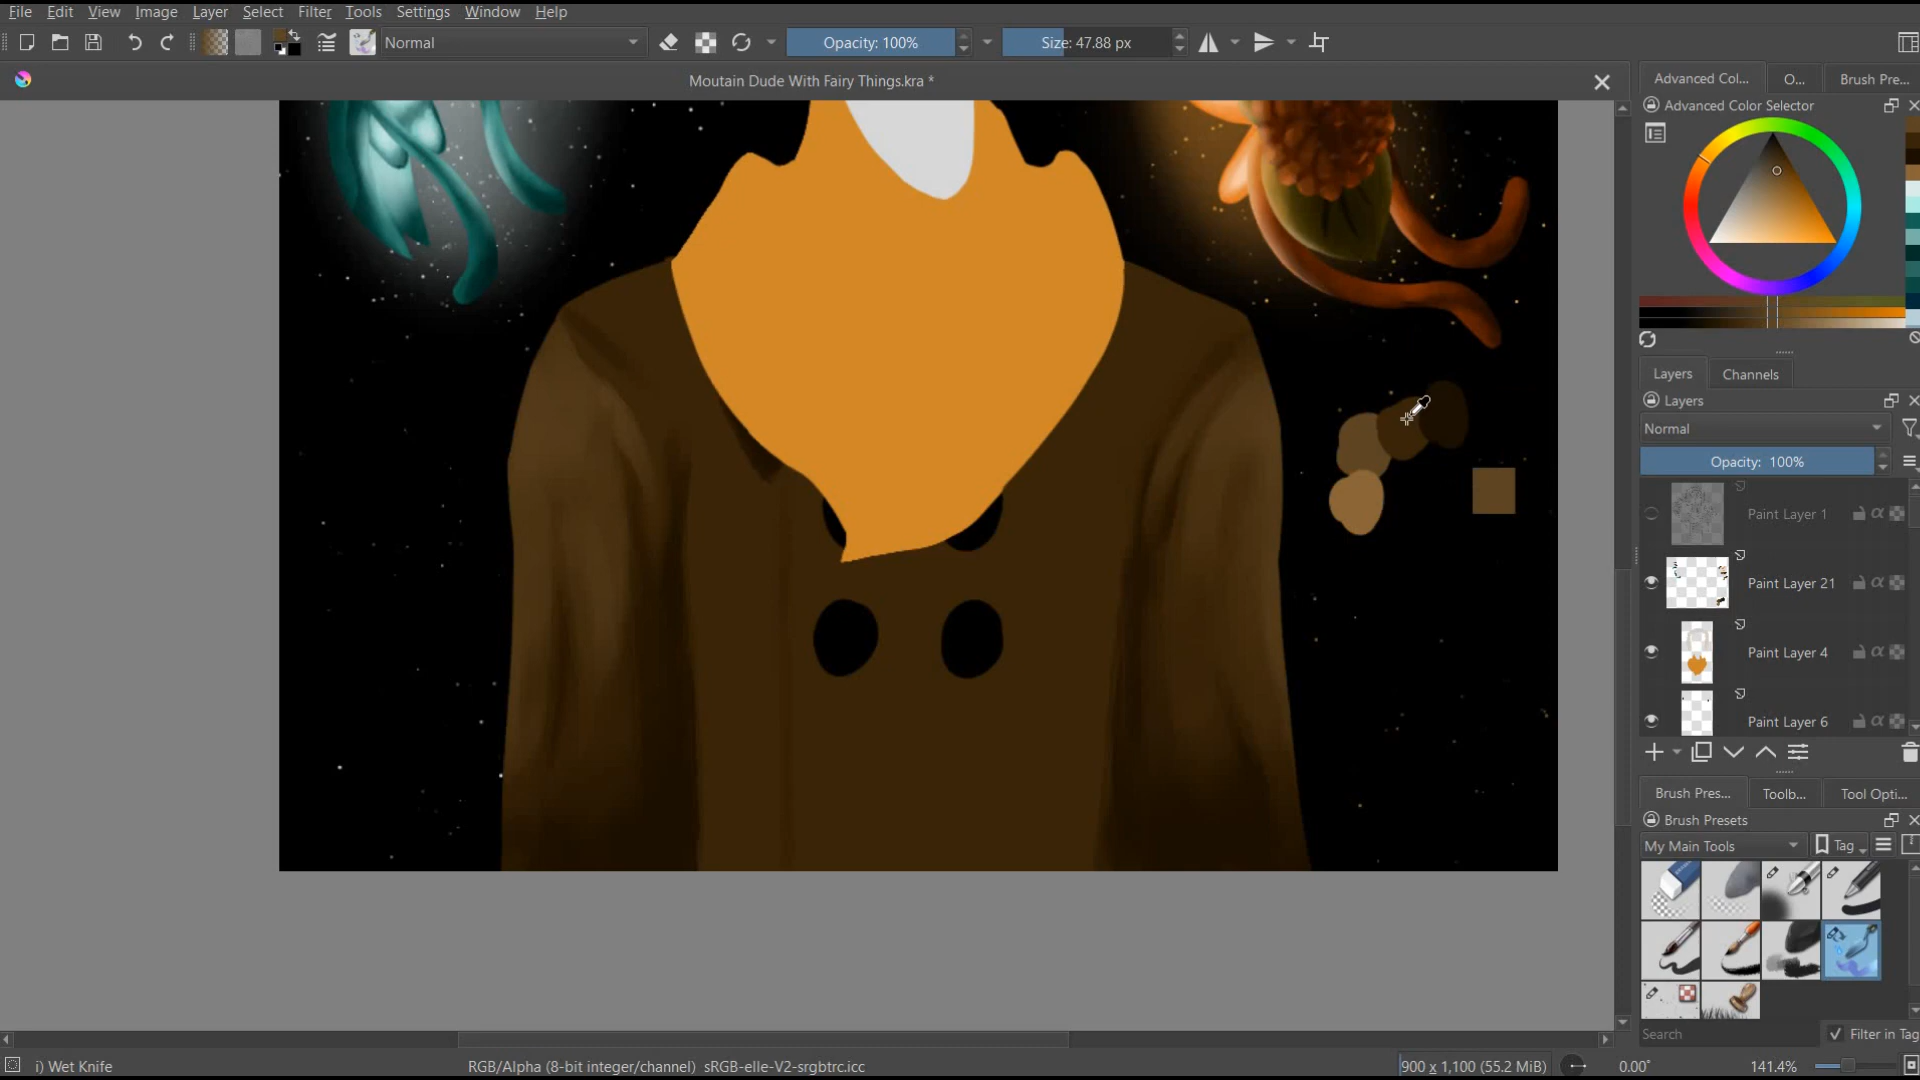 File Edit View Image Layer Select Filter Tools Settings Window Help
Normal
Opacity: 100%
Size: 47.88 px
Moutain Dude With Fairy Things.kra *
Advanced Col...
O...
Brush Pre...
Advanced Color Selector
Layers
Channels
Layers
Normal
Opacity: 100%
Paint Layer 1
Paint Layer 21
Paint Layer 4
Paint Layer 6
Brush Pres...
Toolb...
Tool Opti...
Brush Presets
My Main Tools
Tag
Search
Filter in Tag
i) Wet Knife
RGB/Alpha (8-bit integer/channel) sRGB-elle-V2-srgbtrc.icc
900 x 1,100 (55.2 MiB)
0.00°
141.4%